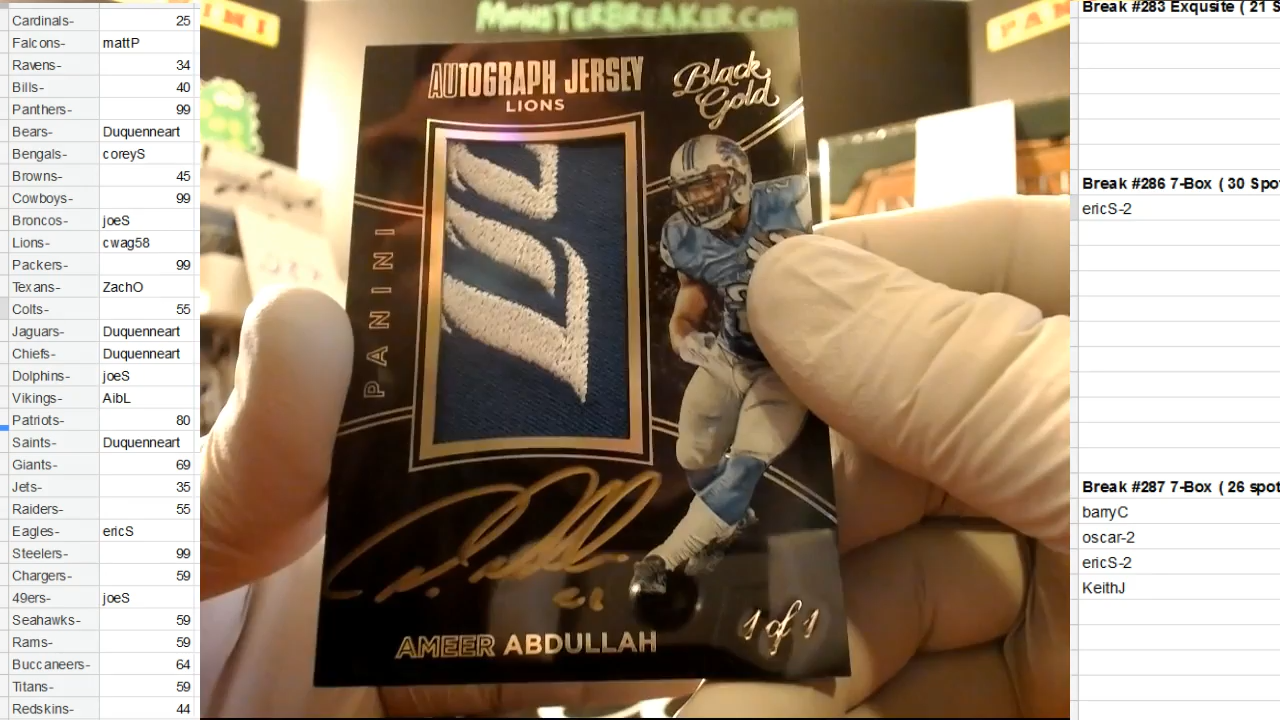 Cardinals- 25
Falcons- mattP
Ravens- 34
Bills- 40
Panthers- 99
Bears- Duquenneart
Bengals- coreyS
Browns- 45
Cowboys- 99
Broncos- joeS
Lions- cwag58
Packers- 99
Texans- ZachO
Colts- 55
Jaguars- Duquenneart
Chiefs- Duquenneart
Dolphins- joeS
Vikings- AibL
Patriots- 80
Saints- Duquenneart
Giants- 69
Jets- 35
Raiders- 55
Eagles- ericS
Steelers- 99
Chargers- 59
49ers- joeS
Seahawks- 59
Rams- 59
Buccaneers- 64
Titans- 59
Redskins- 44
MONSTERBREAKER.COM
AUTOGRAPH JERSEY
LIONS
Black Gold
PANINI
AMEER ABDULLAH
1 of 1
Break #283 Exqusite ( 21 S
Break #286 7-Box ( 30 Spo
ericS-2
Break #287 7-Box ( 26 spot
barryC
oscar-2
ericS-2
KeithJ